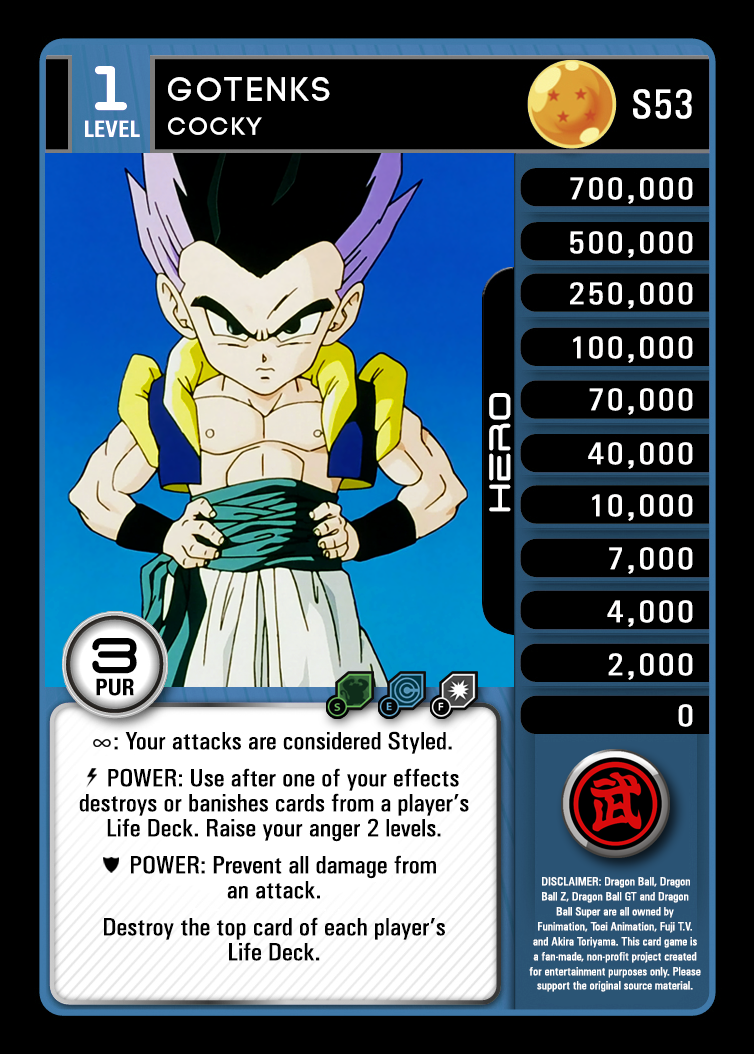 1
LEVEL
GOTENKS
COCKY
S53
700,000
500,000
250,000
100,000
70,000
40,000
10,000
7,000
4,000
2,000
0
HERO
3
PUR
S
E
F
∞: Your attacks are considered Styled.
POWER: Use after one of your effects
destroys or banishes cards from a player's
Life Deck. Raise your anger 2 levels.
POWER: Prevent all damage from
an attack.
Destroy the top card of each player's
Life Deck.
武
DISCLAIMER: Dragon Ball, Dragon
Ball Z, Dragon Ball GT and Dragon
Ball Super are all owned by
Funimation, Toei Animation, Fuji T.V.
and Akira Toriyama. This card game is
a fan-made, non-profit project created
for entertainment purposes only. Please
support the original source material.